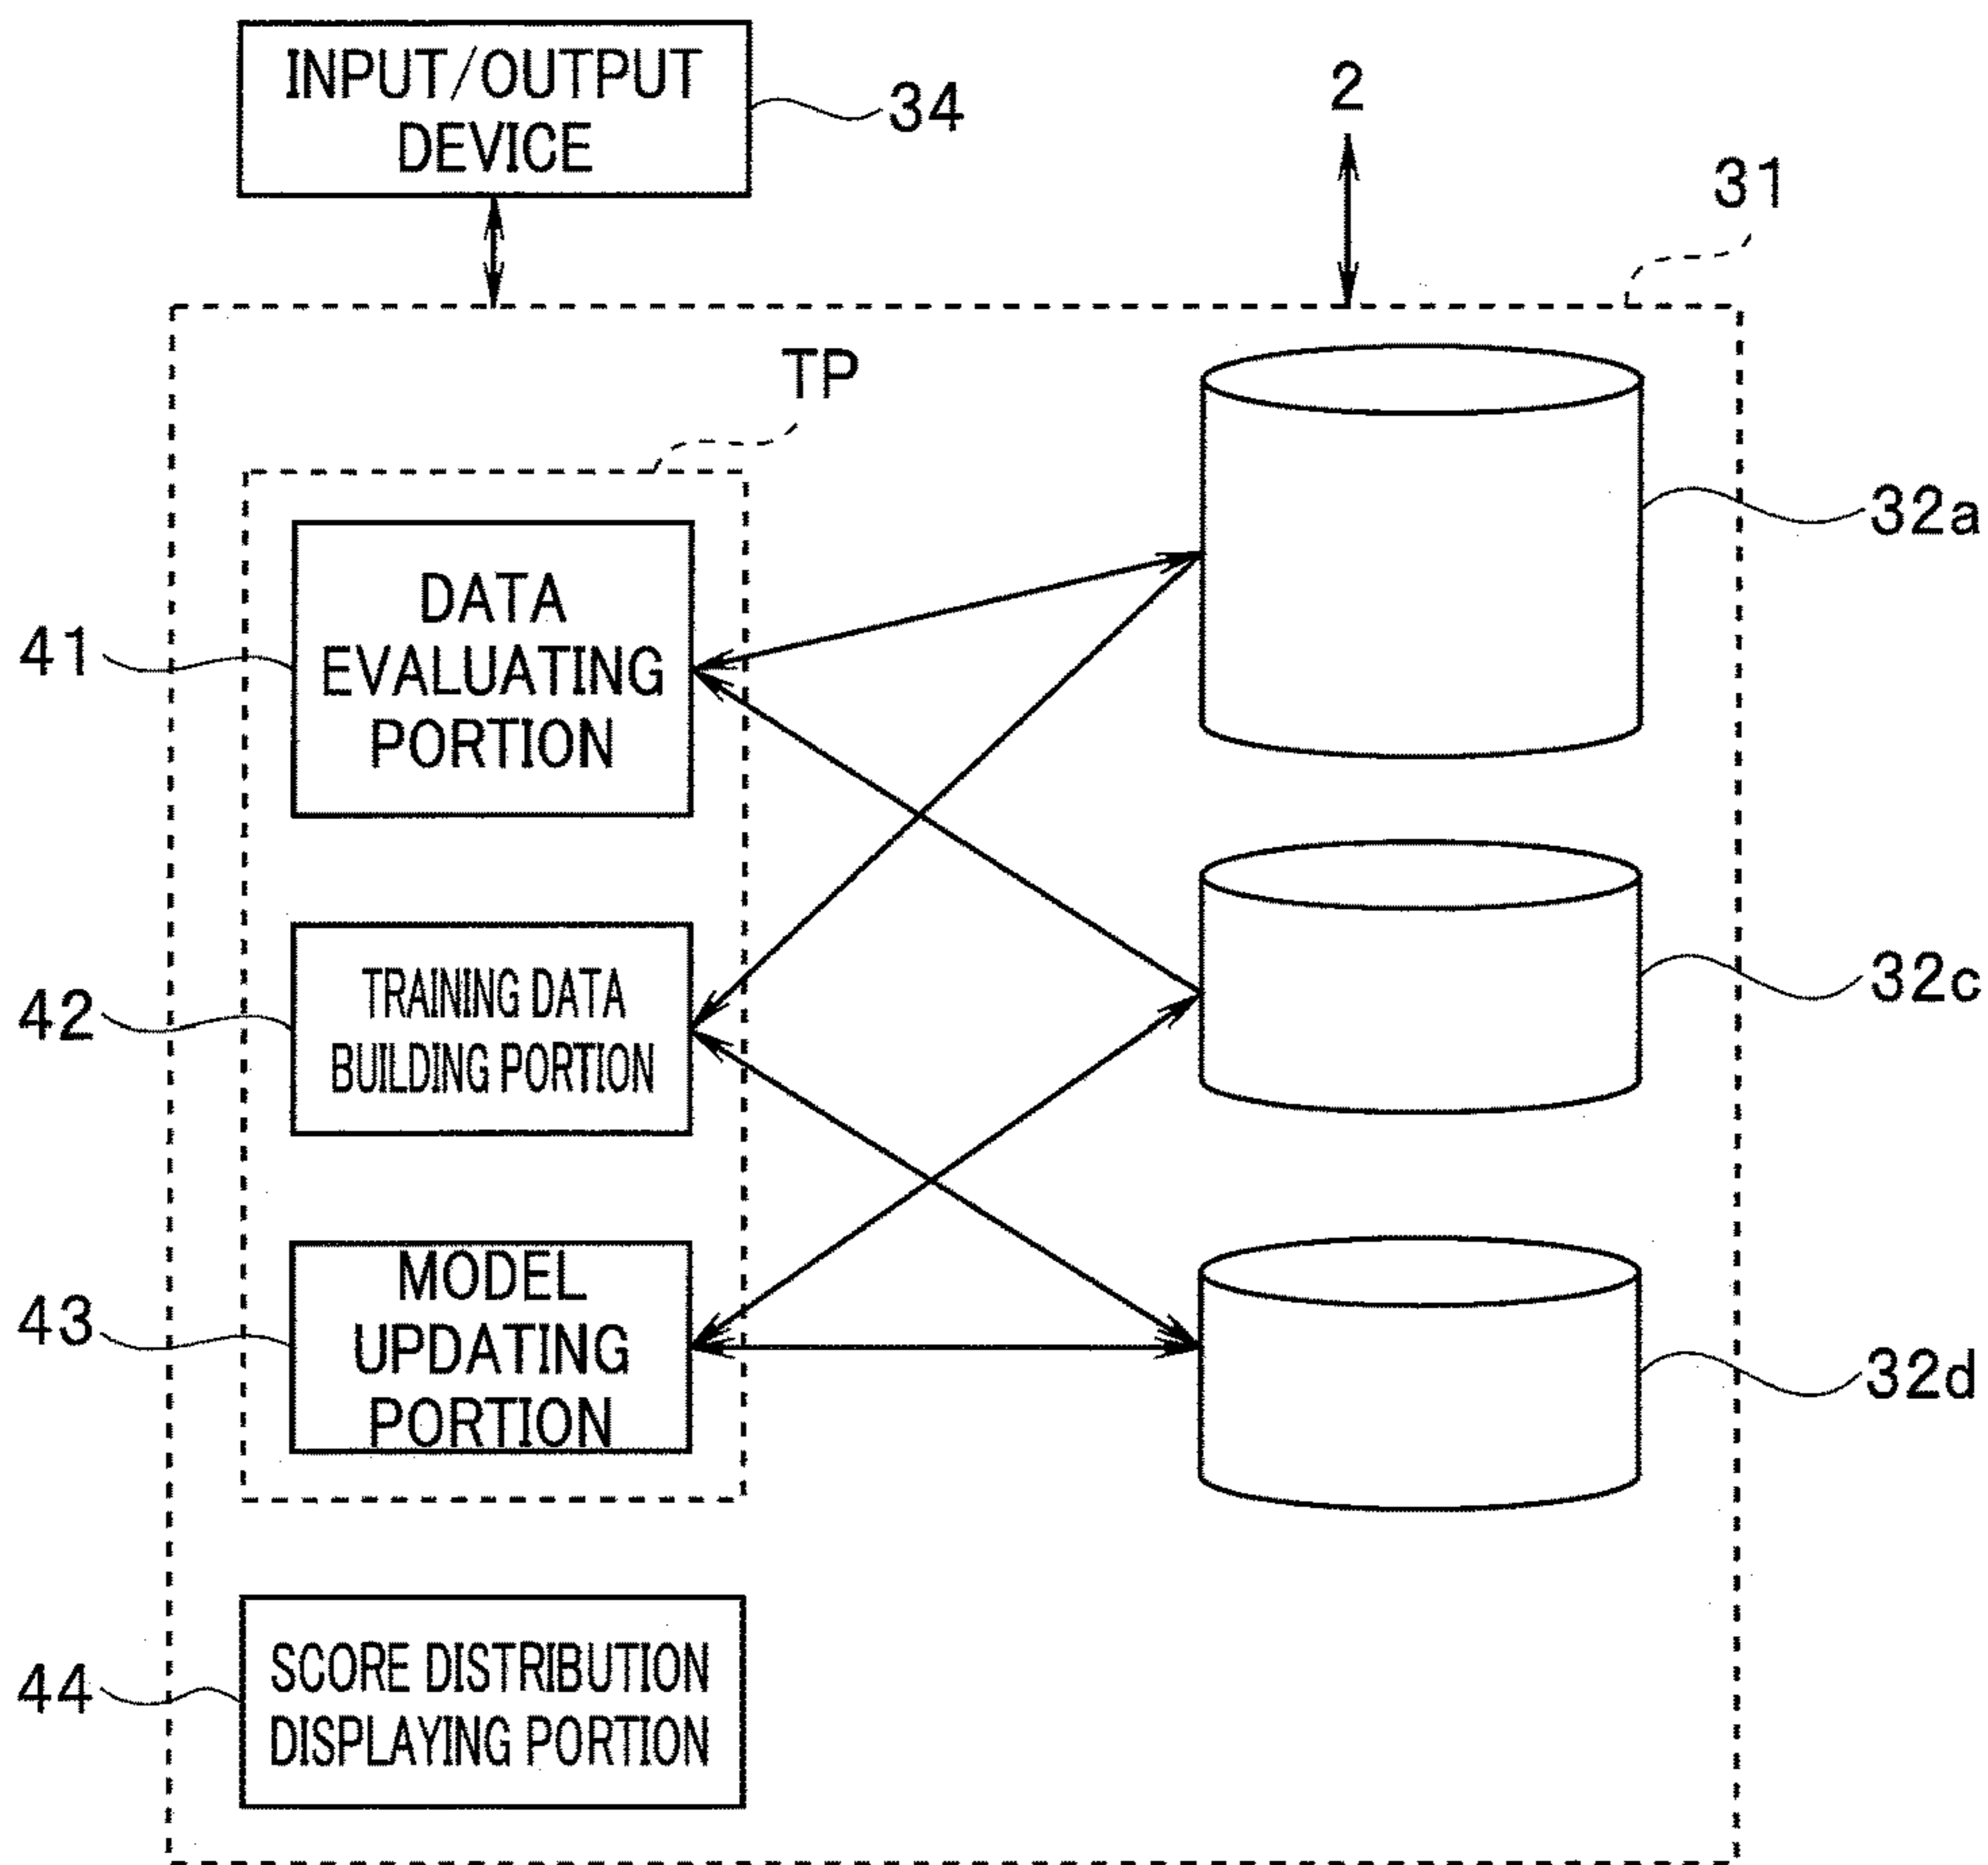 INPUT/OUTPUT
DEVICE
34
2
31
TP
32a
DATA
EVALUATING
PORTION
41
32c
TRAINING DATA
BUILDING PORTION
42
MODEL
UPDATING
PORTION
43
32d
SCORE DISTRIBUTION
DISPLAYING PORTION
44